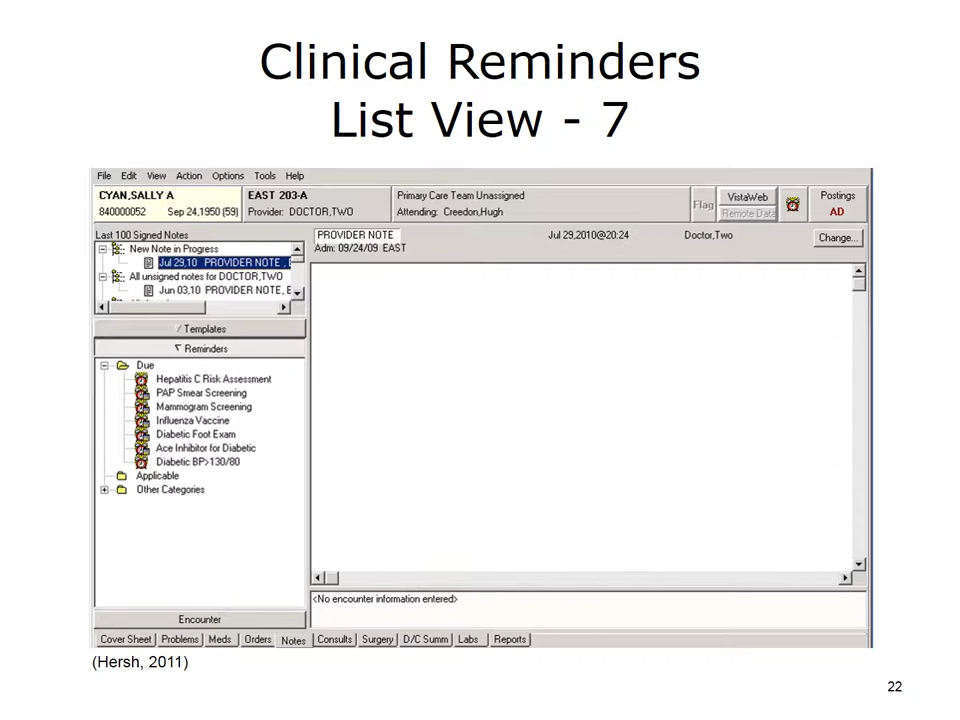 Clinical Reminders
List View - 7
File Edit View Action Options Tools Help
CYAN,SALLY A
840000052 Sep 24,1950 (59)
EAST 203-A
Provider: DOCTOR,TWO
Primary Care Team Unassigned
Attending: Creedon,Hugh
Flag
VistaWeb
Remote Data
Postings
AD
Last 100 Signed Notes
New Note in Progress
Jul 29,10 PROVIDER NOTE , E
All unsigned notes for DOCTOR,TWO
Jun 03,10 PROVIDER NOTE, E
PROVIDER NOTE Jul 29,2010@20:24 Doctor,Two
Adm: 09/24/09 EAST
Change...
Templates
Reminders
Due
Hepatitis C Risk Assessment
PAP Smear Screening
Mammogram Screening
Influenza Vaccine
Diabetic Foot Exam
Ace Inhibitor for Diabetic
Diabetic BP>130/80
Applicable
Other Categories
<No encounter information entered>
Encounter
Cover Sheet Problems Meds Orders Notes Consults Surgery D/C Summ Labs Reports
(Hersh, 2011)
22